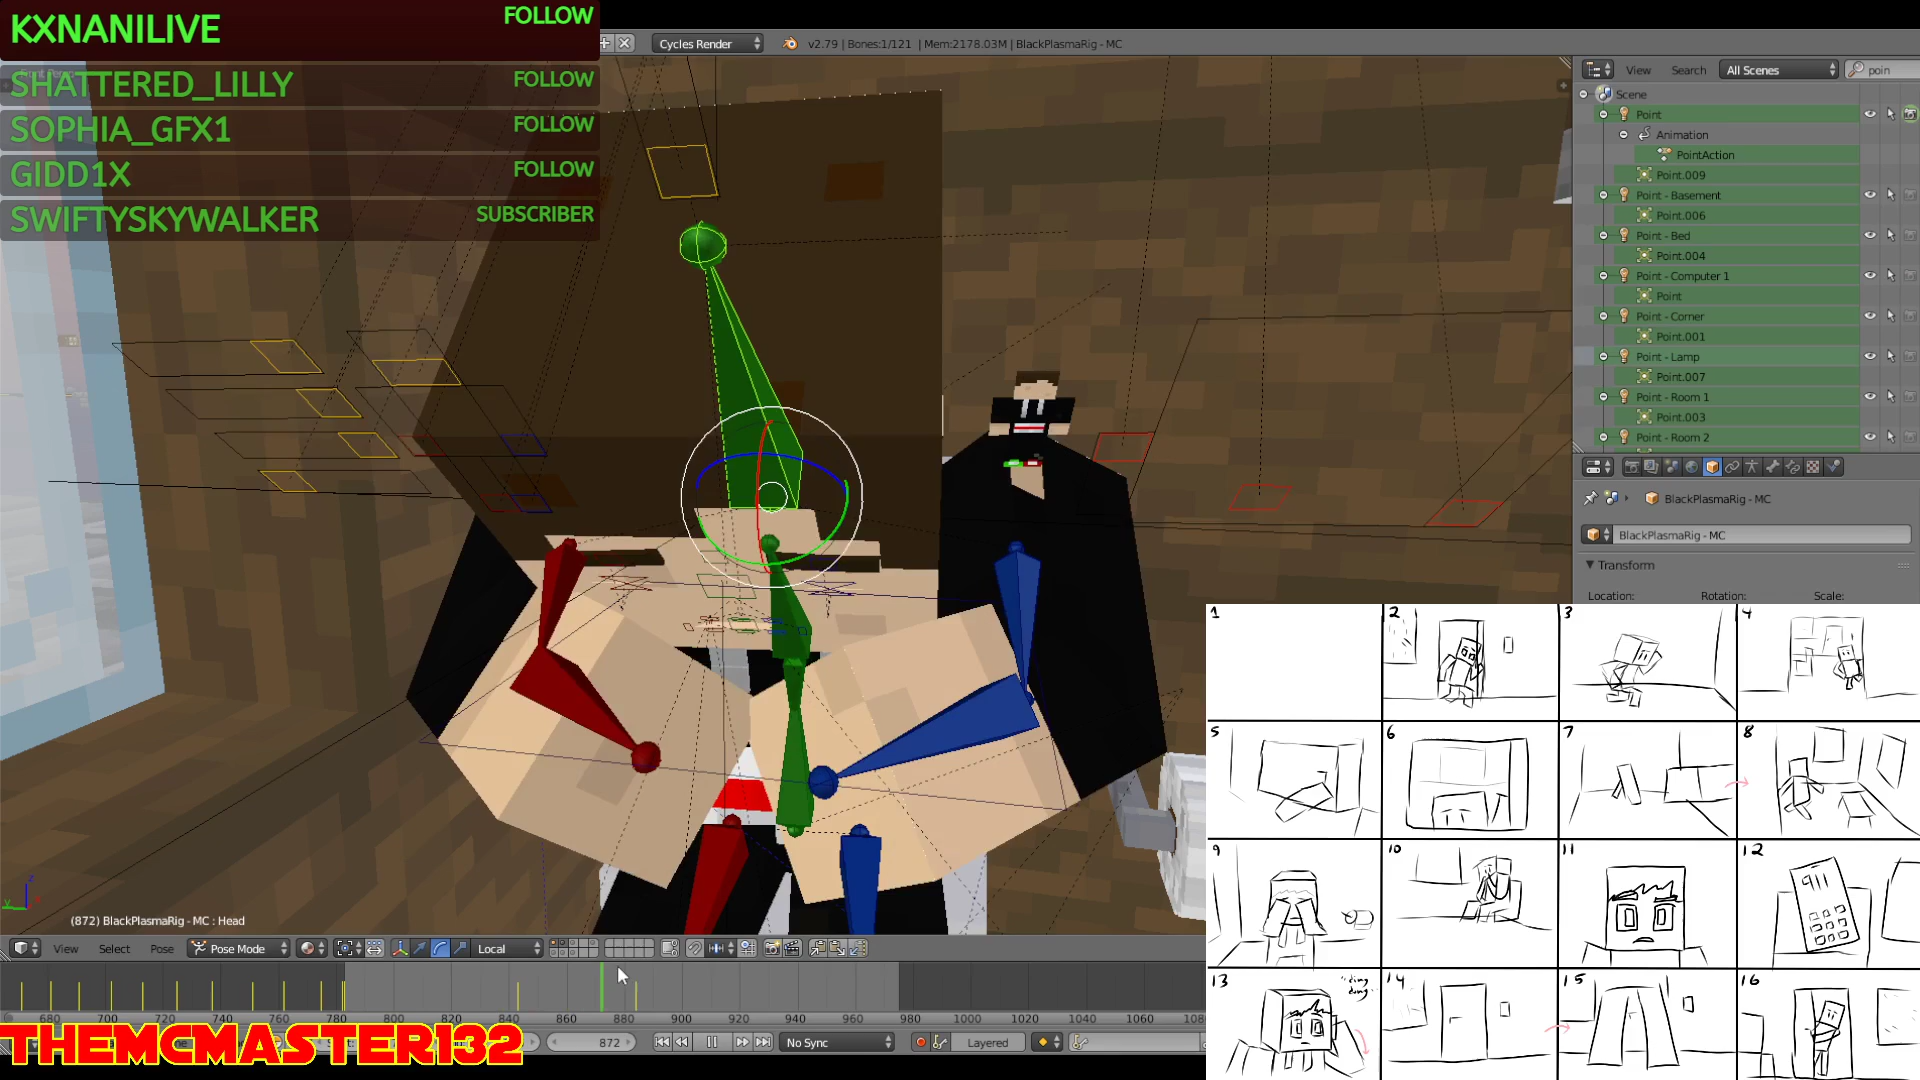 KXNANILIVE FOLLOW
SHATTERED_LILLY FOLLOW
SOPHIA_GFX1 FOLLOW
GIDD1X FOLLOW
SWIFTYSKYWALKER SUBSCRIBER
Cycles Render v2.79 | Bones:1/121 | Mem:2178.03M | BlackPlasmaRig - MC
View Search All Scenes poin
Scene
Point
Animation
PointAction
Point.009
Point - Basement
Point.006
Point - Bed
Point.004
Point - Computer 1
Point
Point - Corner
Point.001
Point - Lamp
Point.007
Point - Room 1
Point.003
Point - Room 2
BlackPlasmaRig - MC
BlackPlasmaRig - MC
Transform
Location: Rotation: Scale:
1 2 3 4
5 6 7 8
9 10 11 12
911
13 14 15 16
"ding dong"
(872) BlackPlasmaRig - MC : Head
View Select Pose Pose Mode Local
680 700 720 740 760 780 800 820 840 860 880 900 920 940 960 980 1000 1020 1040 1060
THEMCMASTER132
872 No Sync Layered